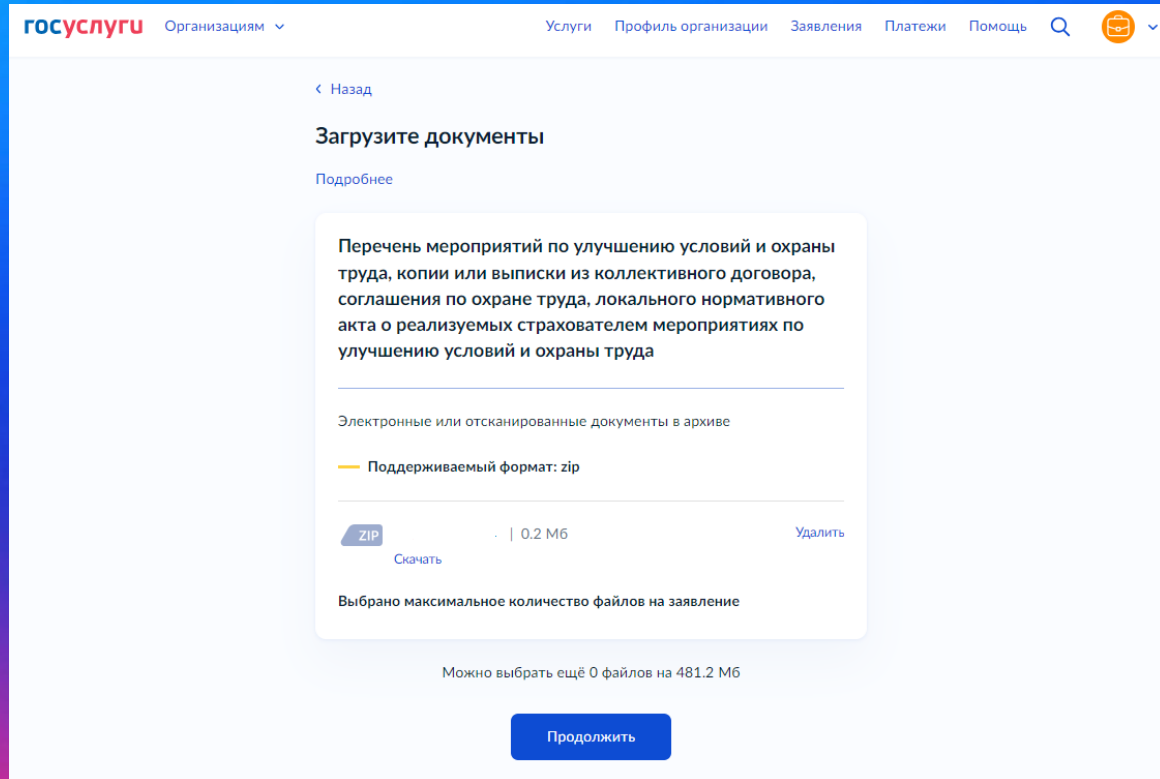 госуслуги Организациям Услуги Профиль организации Заявления Платежи Помощь
Назад
Загрузите документы
Подробнее
Перечень мероприятий по улучшению условий и охраны
труда, копии или выписки из коллективного договора,
соглашения по охране труда, локального нормативного
акта о реализуемых страхователем мероприятиях по
улучшению условий и охраны труда
Электронные или отсканированные документы в архиве
Поддерживаемый формат: zip
ZIP | 0.2 Мб Удалить
Скачать
Выбрано максимальное количество файлов на заявление
Можно выбрать ещё 0 файлов на 481.2 Мб
Продолжить